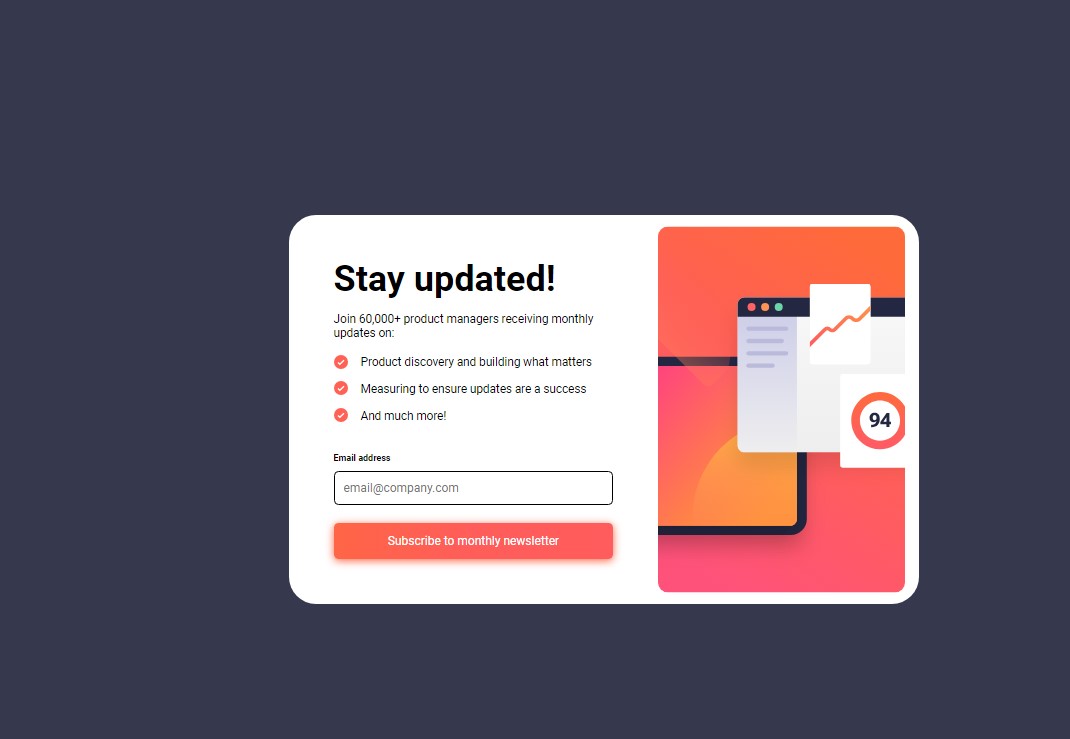 Stay updated!
Join 60,000+ product managers receiving monthly
updates on:
Product discovery and building what matters
Measuring to ensure updates are a success
And much more!
Email address
email@company.com
Subscribe to monthly newsletter
94